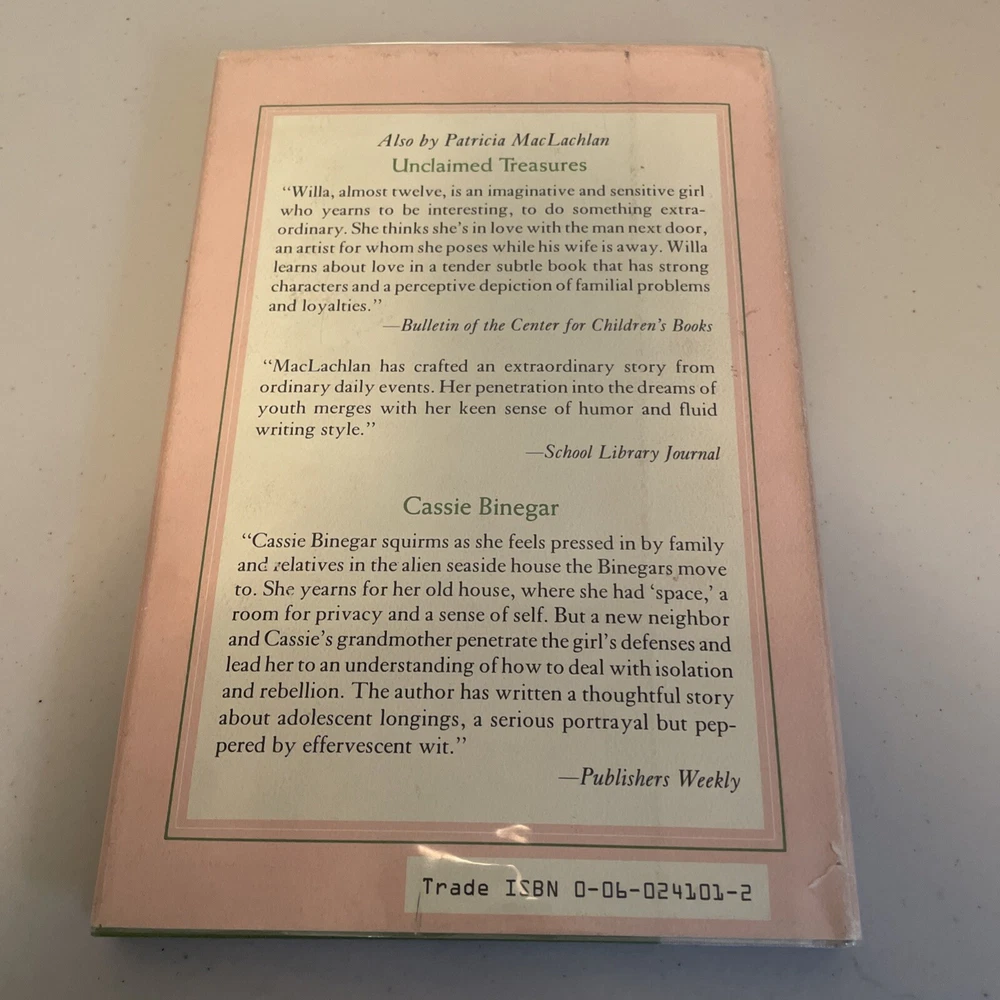 Also by Patricia MacLachlan
Unclaimed Treasures
“Willa, almost twelve, is an imaginative and sensitive girl
who yearns to be interesting, to do something extra-
ordinary. She thinks she’s in love with the man next door,
an artist for whom she poses while his wife is away. Willa
learns about love in a tender subtle book that has strong
characters and a perceptive depiction of familial problems
and loyalties.”
—Bulletin of the Center for Children’s Books
“MacLachlan has crafted an extraordinary story from
ordinary daily events. Her penetration into the dreams of
youth merges with her keen sense of humor and fluid
writing style.”
—School Library Journal
Cassie Binegar
“Cassie Binegar squirms as she feels pressed in by family
and relatives in the alien seaside house the Binegars move
to. She yearns for her old house, where she had ‘space,’ a
room for privacy and a sense of self. But a new neighbor
and Cassie’s grandmother penetrate the girl’s defenses and
lead her to an understanding of how to deal with isolation
and rebellion. The author has written a thoughtful story
about adolescent longings, a serious portrayal but pep-
pered by effervescent wit.”
—Publishers Weekly
Trade ISBN 0-06-024101-2